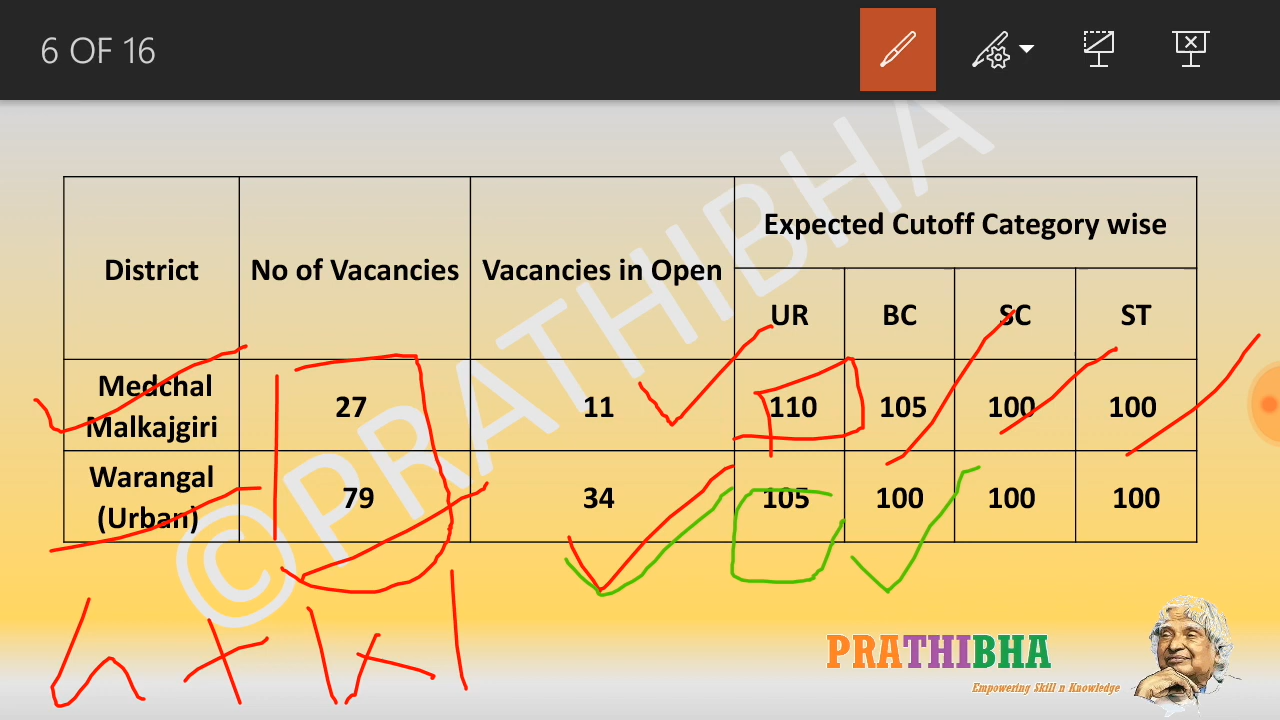 6 OF 16
©PRATHIBHA
District No of Vacancies Vacancies in Open Expected Cutoff Category wise
UR BC SC ST
Medchal Malkajgiri 27 11 110 105 100 100
Warangal (Urban) 79 34 105 100 100 100
PRATHIBHA
Empowering Skill n Knowledge